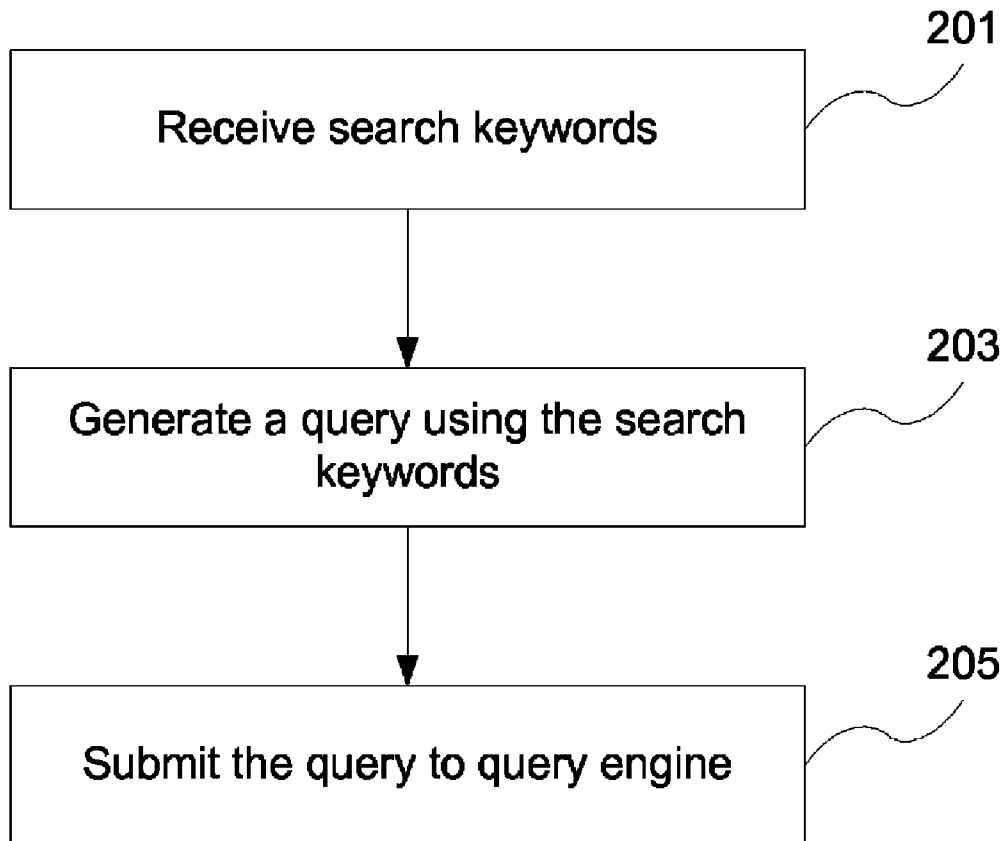 201
Receive search keywords
203
Generate a query using the search
keywords
205
Submit the query to query engine